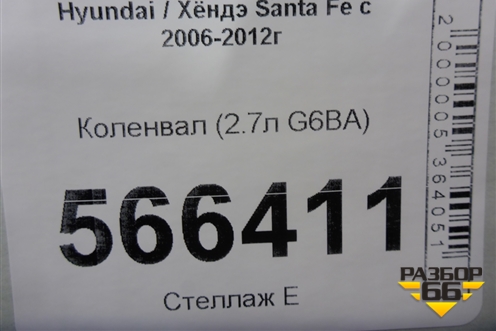 Hyundai / Хёндэ Santa Fe с
2006-2012г
Коленвал (2.7л G6BA)
566411
Стеллаж Е
2000005364051
РАЗБОР
66